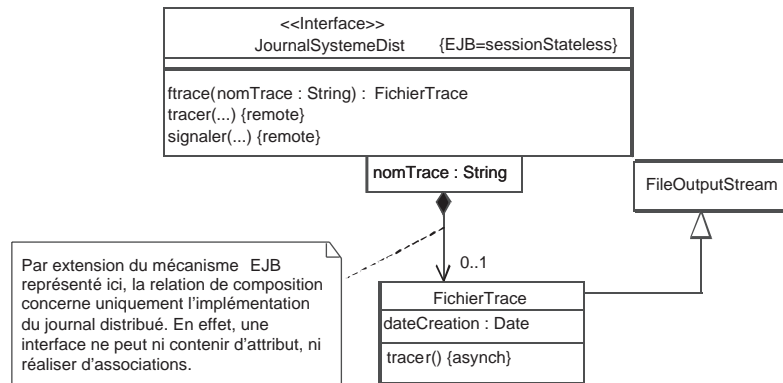 <<Interface>>
JournalSystemeDist {EJB=sessionStateless}
ftrace(nomTrace : String) : FichierTrace
tracer(...) {remote}
signaler(...) {remote}
nomTrace : String
FileOutputStream
0..1
Par extension du mécanisme EJB
représenté ici, la relation de composition
concerne uniquement l'implémentation
du journal distribué. En effet, une
interface ne peut ni contenir d'attribut, ni
réaliser d'associations.
FichierTrace
dateCreation : Date
tracer() {asynch}